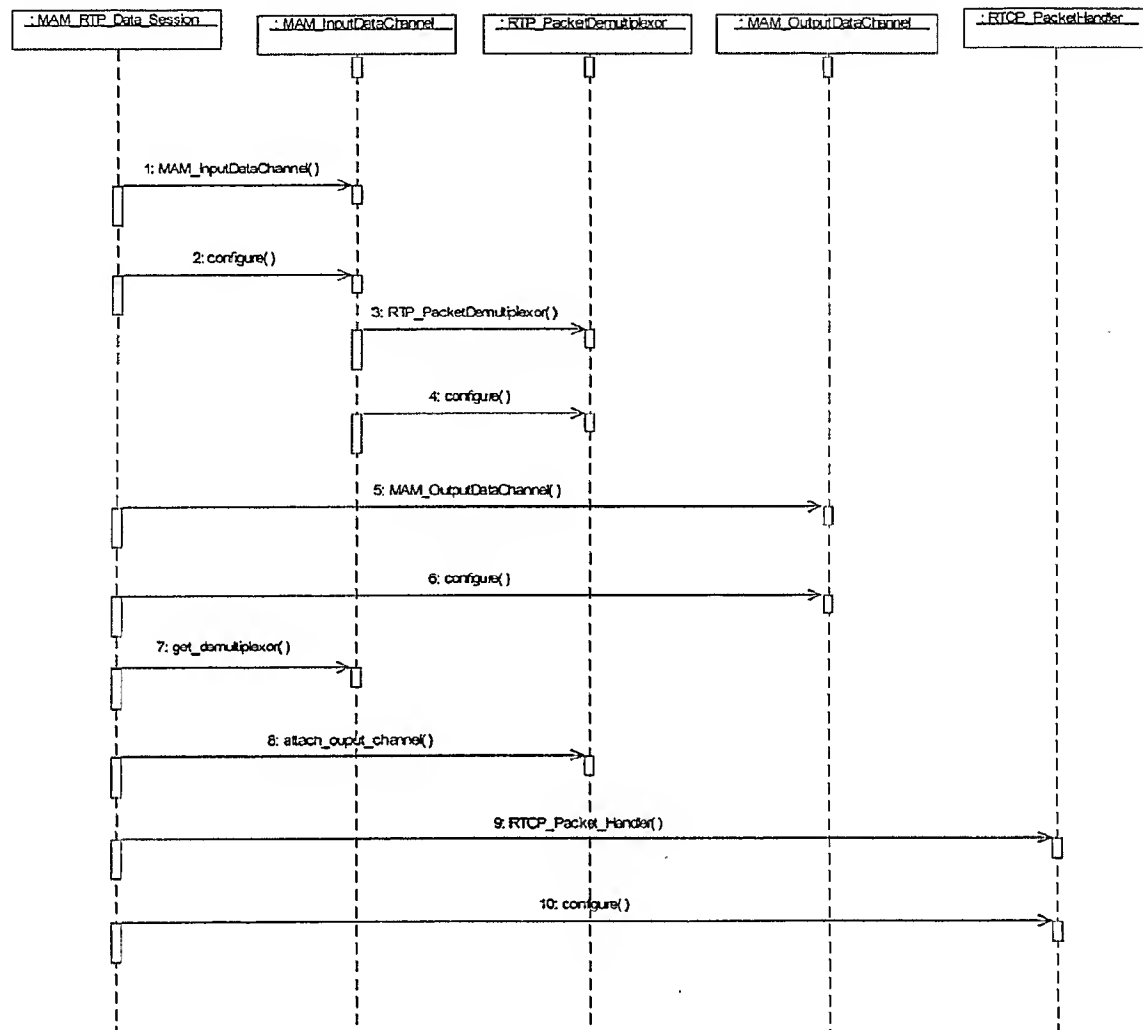 : MAM_RTP_Data_Session
: MAM_InputDataChannel
: RTP_PacketDemultiplexor
: MAM_OutputDataChannel
: RTCP_PacketHandler
1: MAM_InputDataChannel( )
2: configure( )
3: RTP_PacketDemultiplexor( )
4: configure( )
5: MAM_OutputDataChannel( )
6: configure( )
7: get_demultiplexor( )
8: attach_ouput_channel( )
9: RTCP_Packet_Handler( )
10: configure( )